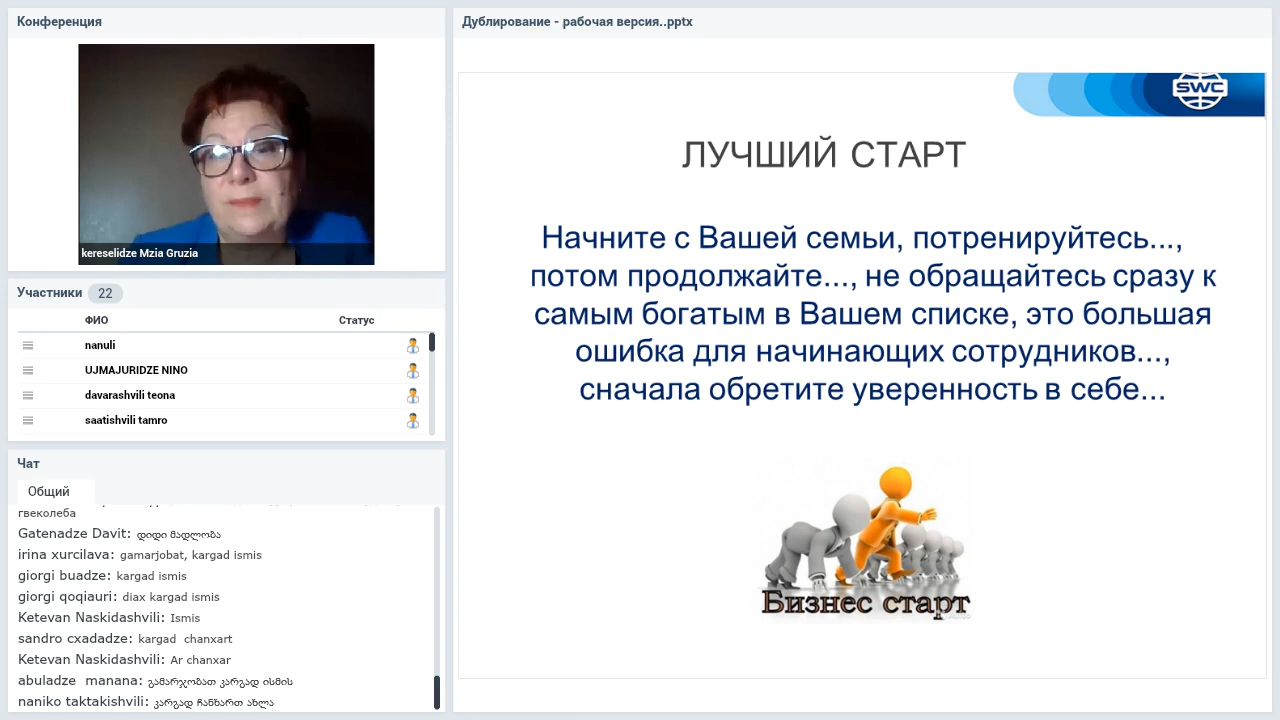 Конференция
kereselidze Mzia Gruzia
Участники 22
ФИО Статус
nanuli
UJMAJURIDZE NINO
davarashvili teona
saatishvili tamro
Чат
Общий
гвеколеба
Gatenadze Davit: დიდი მადლობა
irina xurcilava: gamarjobat, kargad ismis
giorgi buadze: kargad ismis
giorgi qoqiauri: diax kargad ismis
Ketevan Naskidashvili: Ismis
sandro cxadadze: kargad chanxart
Ketevan Naskidashvili: Ar chanxar
abuladze manana: გამარჯობათ კარგად ისმის
naniko taktakishvili: კარგად ჩანხართ ახლა
Дублирование - рабочая версия..pptx
SWC
ЛУЧШИЙ СТАРТ
Начните с Вашей семьи, потренируйтесь...,
потом продолжайте..., не обращайтесь сразу к
самым богатым в Вашем списке, это большая
ошибка для начинающих сотрудников...,
сначала обретите уверенность в себе...
Бизнес старт